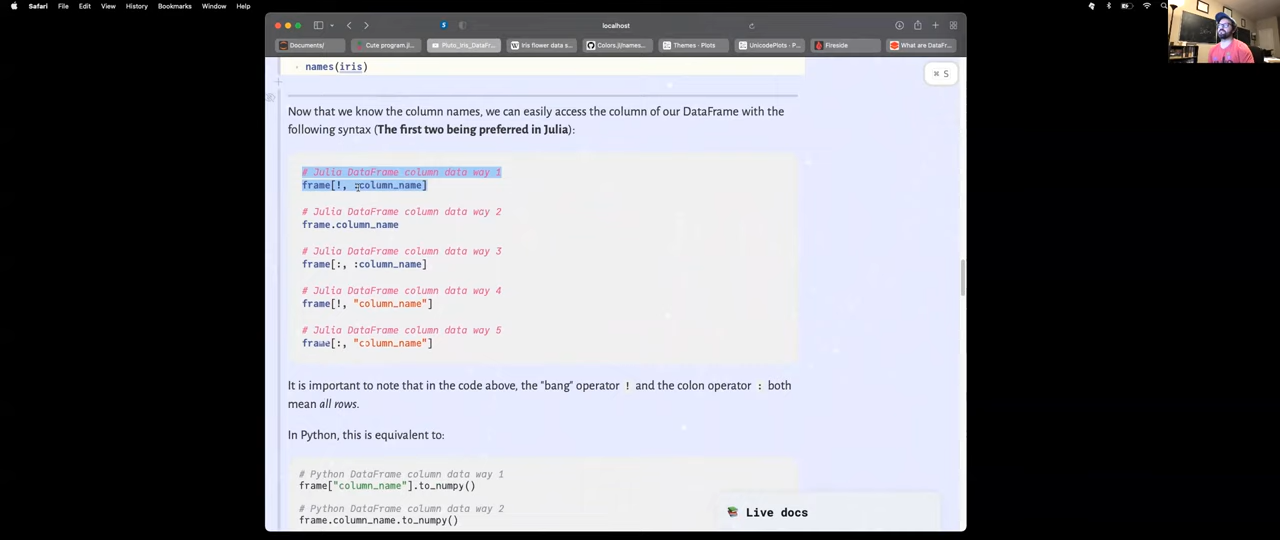 Safari File Edit View History Bookmarks Window Help
localhost
Documents/
Cute program.jl...
Pluto_Iris_DataFr...
Iris flower data s...
Colors.jl/names...
Themes · Plots
UnicodePlots · P...
Fireside
What are DataFr...
names(iris)
⌘ S
Now that we know the column names, we can easily access the column of our DataFrame with the
following syntax (The first two being preferred in Julia):
# Julia DataFrame column data way 1
frame[!, :column_name]
# Julia DataFrame column data way 2
frame.column_name
# Julia DataFrame column data way 3
frame[:, :column_name]
# Julia DataFrame column data way 4
frame[!, "column_name"]
# Julia DataFrame column data way 5
frame[:, "column_name"]
It is important to note that in the code above, the "bang" operator ! and the colon operator : both
mean all rows.
In Python, this is equivalent to:
# Python DataFrame column data way 1
frame["column_name"].to_numpy()
# Python DataFrame column data way 2
frame.column_name.to_numpy()
Live docs